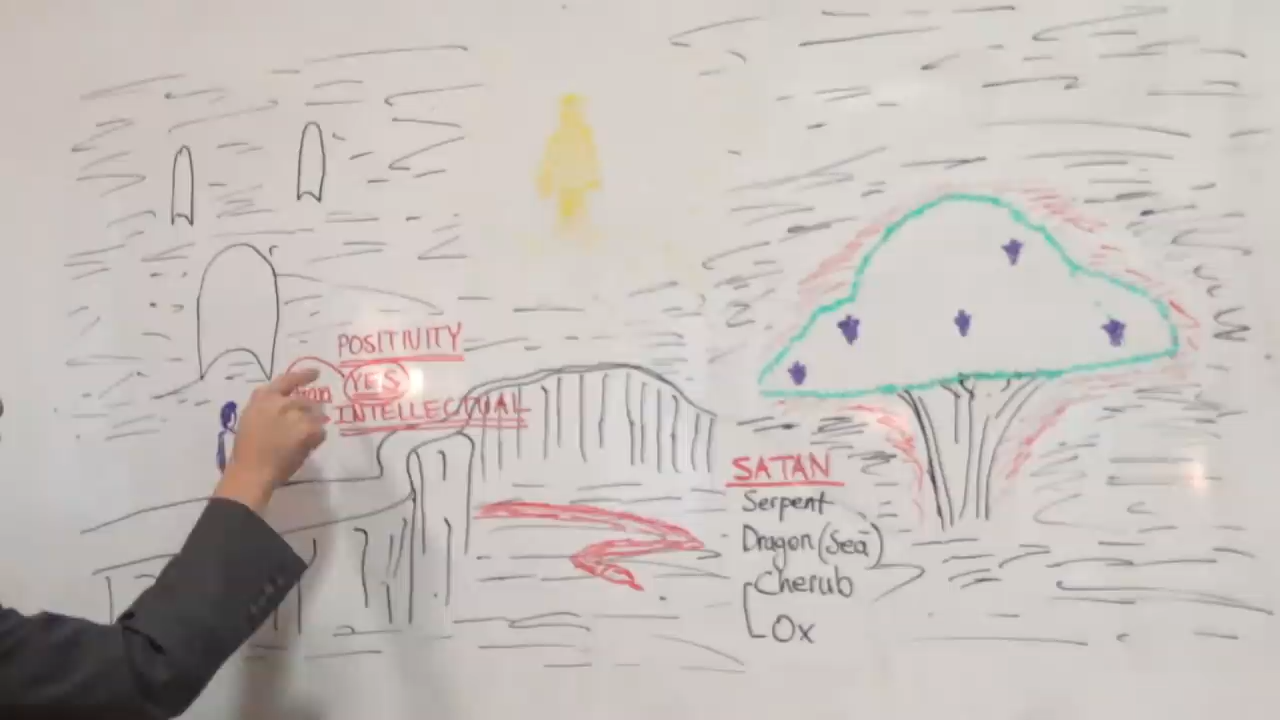 POSITIVITY
YES
INTELLECTUAL
SATAN
Serpent
Dragon (Sea)
Cherub
Ox